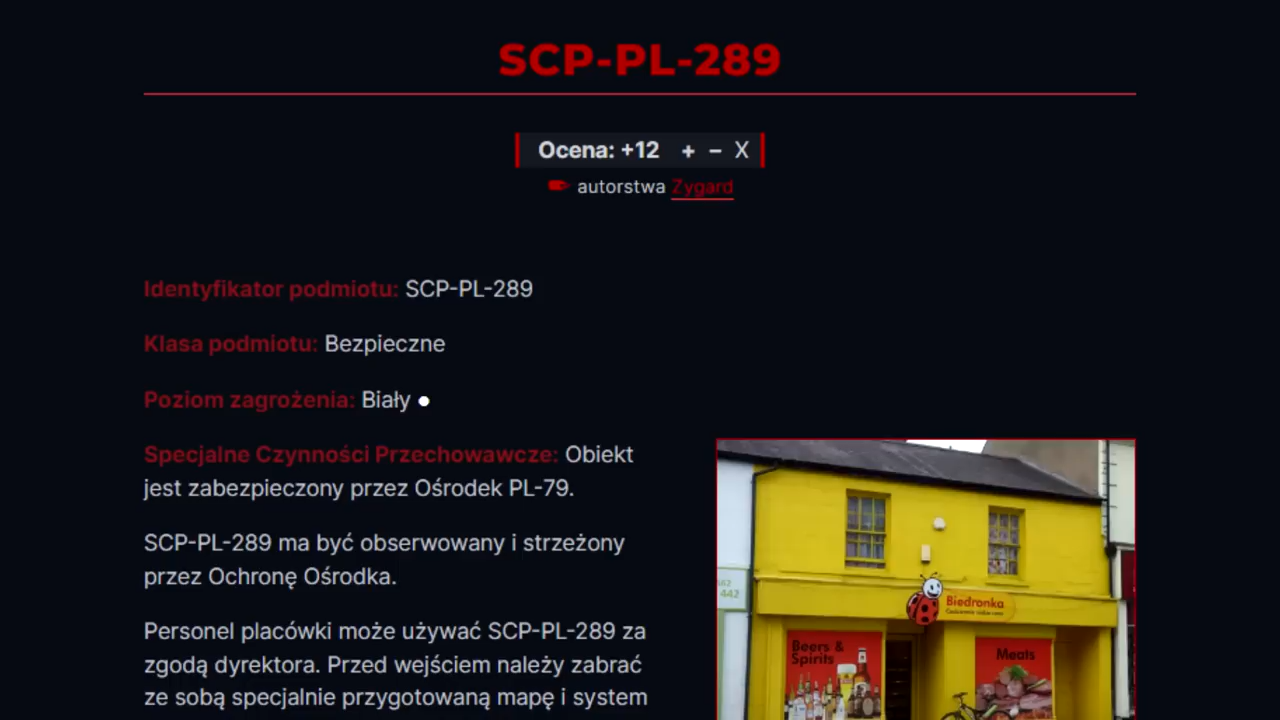 SCP-PL-289
Ocena: +12 + – X
autorstwa Zygard
Identyfikator podmiotu: SCP-PL-289
Klasa podmiotu: Bezpieczne
Poziom zagrożenia: Biały
Specjalne Czynności Przechowawcze: Obiekt
jest zabezpieczony przez Ośrodek PL-79.
SCP-PL-289 ma być obserwowany i strzeżony
przez Ochronę Ośrodka.
Personel placówki może używać SCP-PL-289 za
zgodą dyrektora. Przed wejściem należy zabrać
ze sobą specjalnie przygotowaną mapę i system
442
Biedronka
Beers &
Spirits
Meats